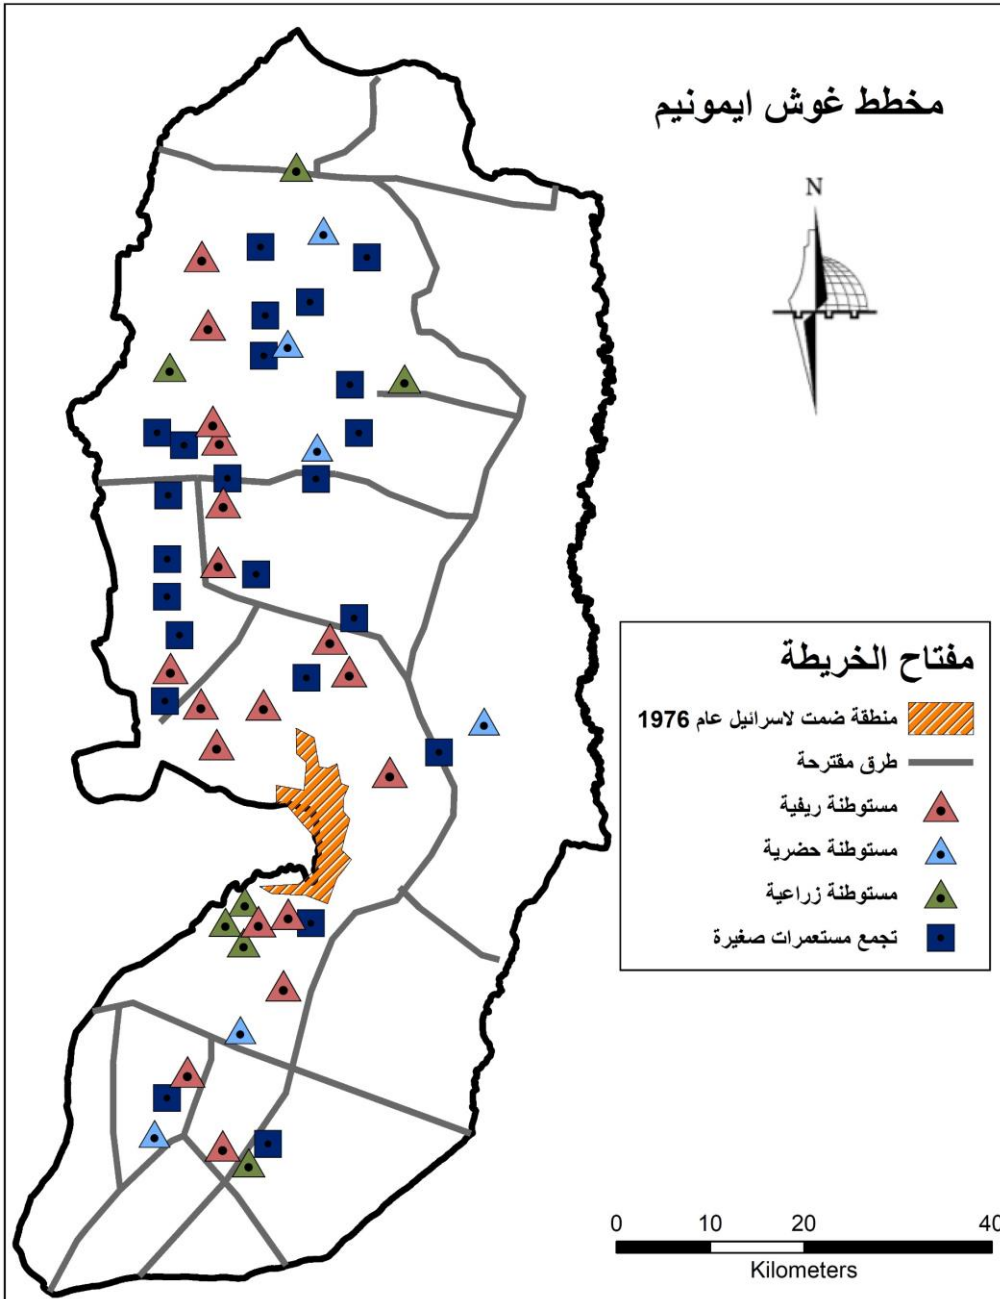 مخطط غوش ايمونيم
N
مفتاح الخريطة
منطقة ضمت لاسرائيل عام 1976
طرق مقترحة
مستوطنة ريفية
مستوطنة حضرية
مستوطنة زراعية
تجمع مستعمرات صغيرة
0 10 20 40
Kilometers